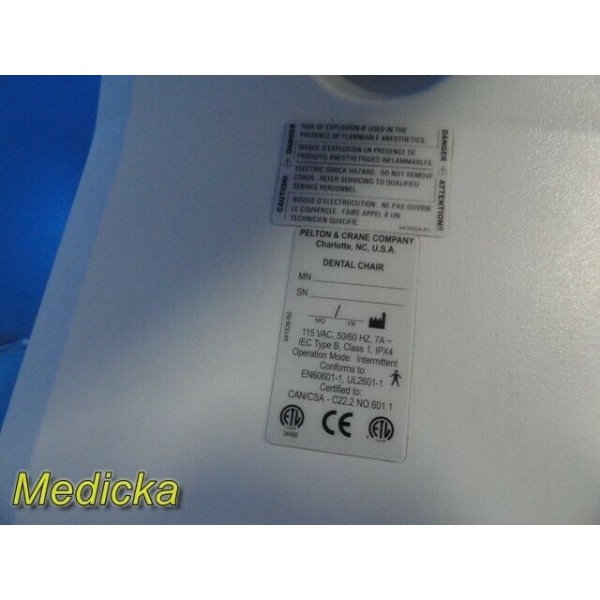 RISK OF EXPLOSION IF USED IN THE
PRESENCE OF FLAMMABLE ANESTHETICS.
RISQUE D'EXPLOSION EN PRESENCE DE
PRODUITS ANESTHETIQUES INFLAMMABLES.
ELECTRIC SHOCK HAZARD. DO NOT REMOVE
COVER. REFER SERVICING TO QUALIFIED
SERVICE PERSONNEL.
RISQUE D'ELECTROCUTION. NE PAS OUVRIR
LE COUVERCLE. FAIRE APPEL À UN
TECHNICIEN QUALIFIÉ.
CAUTION! DANGER
DANGER ATTENTION!!
PELTON & CRANE COMPANY
Charlotte, NC, U.S.A.
DENTAL CHAIR
MN
SN
/
MO YR
115 VAC, 50/60 HZ, 7A ~
IEC Type B, Class 1, IPX4
Operation Mode: Intermittent
Conforms to:
EN60601-1, UL2601-1
Certified to:
CAN/CSA - C22.2 NO.601.1
ETL CE ETL
Medicka